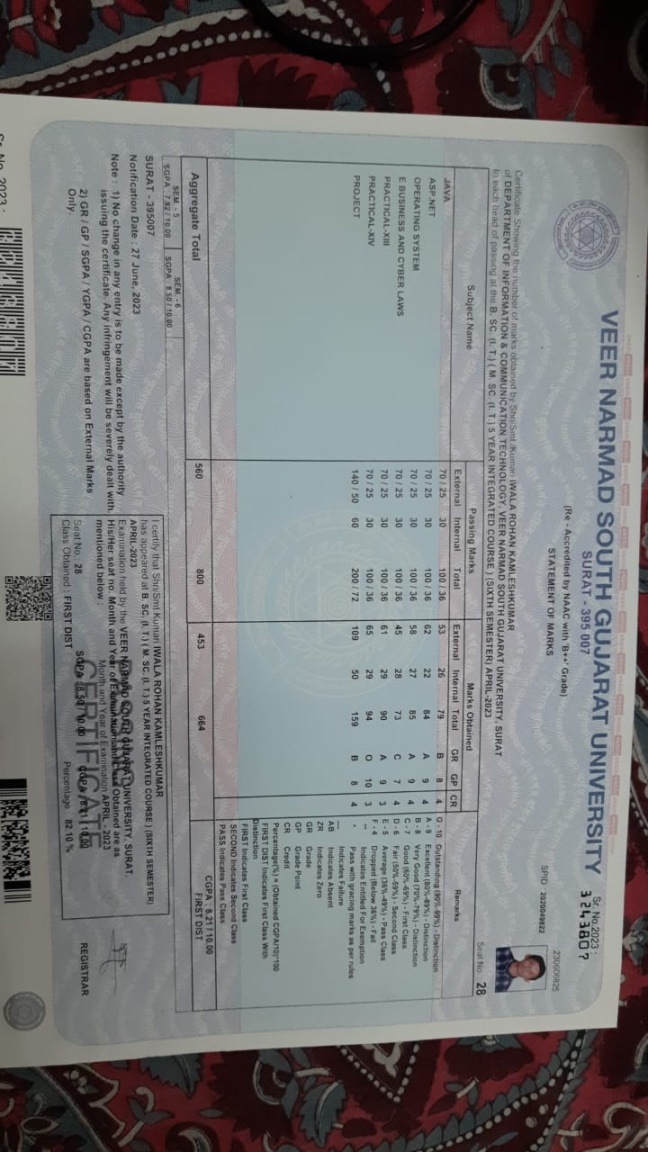 VEER NARMAD SOUTH GUJARAT UNIVERSITY
SURAT - 395 007
(Re - Accredited by NAAC with 'B++' Grade)
STATEMENT OF MARKS
Sr. No.2023 :
324360?
230606825
SPID :
Seat No : 28
Certificate Showing the number of marks obtained by Shri/Smt /Kumari IWALA ROHAN KAMLESHKUMAR
of DEPARTMENT OF INFORMATION & COMMUNICATION TECHNOLOGY, VEER NARMAD SOUTH GUJARAT UNIVERSITY, SURAT
in each head of passing at the B. SC. (I. T.) ( M. SC. (I. T.) 5 YEAR INTEGRATED COURSE ) (SIXTH SEMESTER) APRIL-2023
Subject Name Passing Marks Marks Obtained Remarks
External Internal Total External Internal Total GR GP CR
JAVA 70 / 25 30 100 / 36 53 26 79 B 8 4
ASP.NET 70 / 25 30 100 / 36 62 22 84 A 9 4
OPERATING SYSTEM 70 / 25 30 100 / 36 58 27 85 A 9 4
E BUSINESS AND CYBER LAWS 70 / 25 30 100 / 36 45 28 73 C 7 4
PRACTICAL-XIII 70 / 25 30 100 / 36 61 29 90 A 9 3
PRACTICAL-XIV 70 / 25 30 100 / 36 65 29 94 O 10 3
PROJECT 140 / 50 60 200 / 72 109 50 159 B 8 4
O - 10 Outstanding (90%-99%) - Distinction
A - 9 Excellent (80%-89%) - Distinction
B - 8 Very Good (70%-79%) - Distinction
C - 7 Good (60%-69%) - First Class
D - 6 Fair (50%-59%) - Second Class
E - 5 Average (36%-49%) - Pass Class
F - 4 Dropped (Below 36%) - Fail
Indicates Entitled For Exemption
* Pass with gracing marks as per rules
Indicates Failure
AB Indicates Absent
ZR Indicates Zero
GR Grade
GP Grade Point
CR Credit
Percentage(%) = (Obtained CGPA/10)*100
FIRST DIST Indicates First Class With
Distinction
FIRST Indicates First Class
SECOND Indicates Second Class
PASS Indicates Pass Class
Aggregate Total 560 800 453 664 CGPA : 8.21 / 10.00
FIRST DIST
SEM. - 5 SEM. -6
SGPA : 7.92 / 10.00 SGPA : 8.50 / 10.00
SURAT - 395007
Notification Date : 27 June, 2023
Note : 1) No change in any entry is to be made except by the authority
issuing the certificate. Any infringement will be severely dealt with.
2) GR / GP / SGPA / YGPA / CGPA are based on External Marks
Only.
CERTIFICATE
I certify that Shri/Smt /Kumari IWALA ROHAN KAMLESHKUMAR
has appeared at B. SC. (I. T.) ( M. SC. (I. T.) 5 YEAR INTEGRATED COURSE ) (SIXTH SEMESTER)
APRIL-2023
Examination held by the VEER NARMAD SOUTH GUJARAT UNIVERSITY, SURAT.
His/Her seat no. Month and Year of Examination and Class Obtained are as
mentioned below :
Month and Year of Examination APRIL - 2023
Seat No. 28 SGPA : 8.50 / 10.00 CGPA : 8.21 / 10.00
Class Obtained : FIRST DIST Percentage : 82.10 %
REGISTRAR
Sr. No. 2023 :